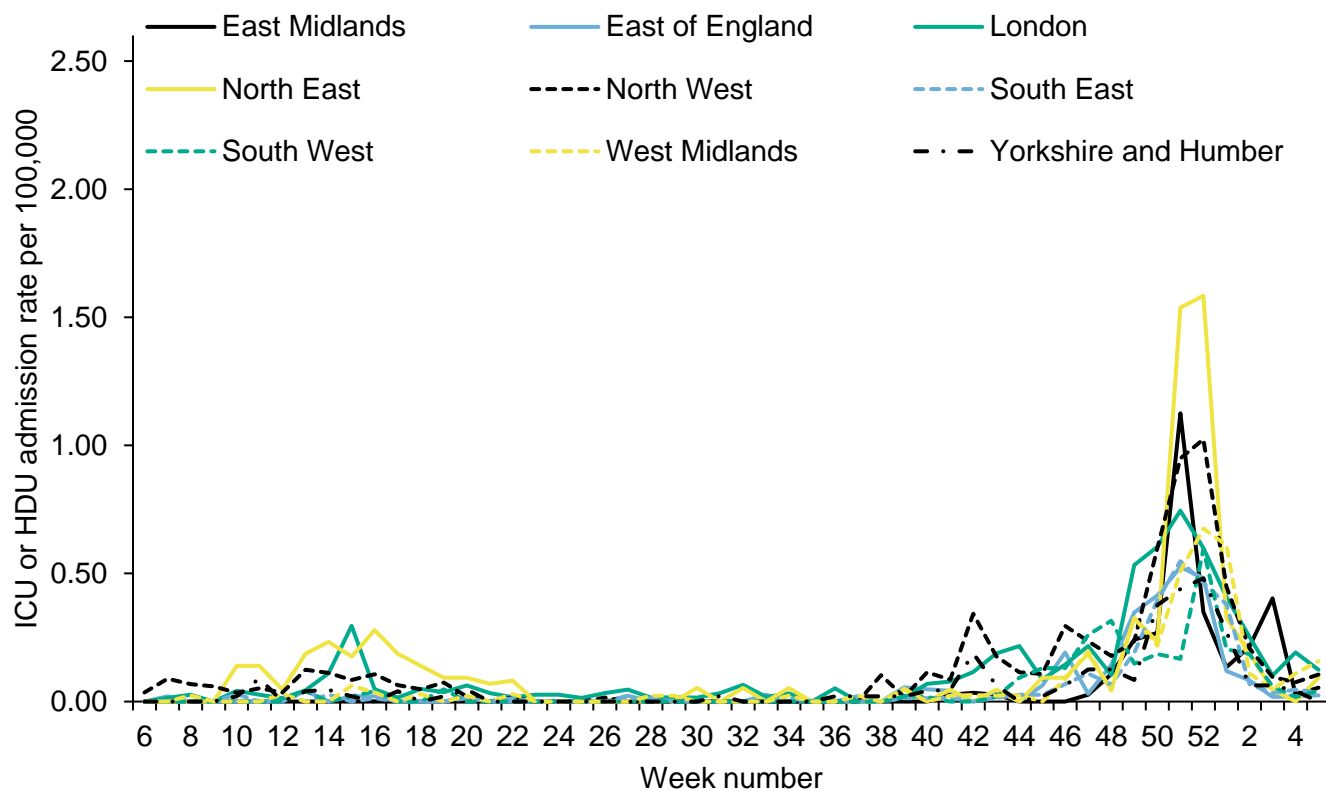 East Midlands East of England London
North East North West South East
South West West Midlands Yorkshire and Humber
ICU or HDU admission rate per 100,000
2.50
2.00
1.50
1.00
0.50
0.00
6 8 10 12 14 16 18 20 22 24 26 28 30 32 34 36 38 40 42 44 46 48 50 52 2 4
Week number